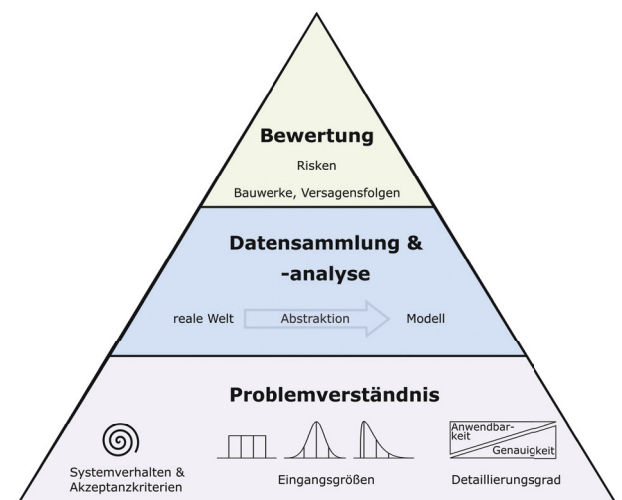 Bewertung
Risken
Bauwerke, Versagensfolgen
Datensammlung &
-analyse
reale Welt Abstraktion Modell
Problemverständnis
Anwendbar-
keit
Genauigkeit
Systemverhalten &
Akzeptanzkriterien
Eingangsgrößen
Detaillierungsgrad